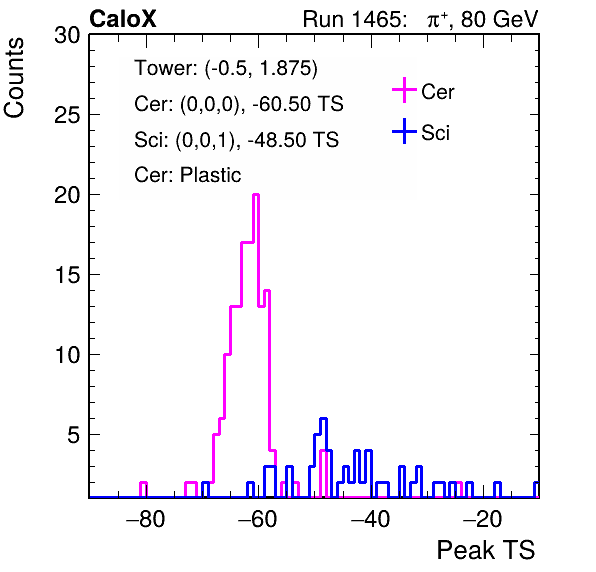 CaloX Run 1465: π⁺, 80 GeV
Counts
30
25
20
15
10
5
Tower: (-0.5, 1.875)
Cer: (0,0,0), -60.50 TS
Sci: (0,0,1), -48.50 TS
Cer: Plastic
Cer
Sci
−80 −60 −40 −20
Peak TS